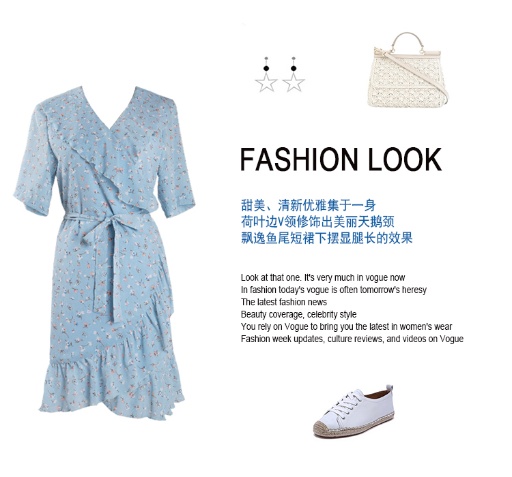 FASHION LOOK
甜美、清新优雅集于一身
荷叶边V领修饰出美丽天鹅颈
飘逸鱼尾短裙下摆显腿长的效果
Look at that one. It's very much in vogue now
In fashion today's vogue is often tomorrow's heresy
The latest fashion news
Beauty coverage, celebrity style
You rely on Vogue to bring you the latest in women's wear
Fashion week updates, culture reviews, and videos on Vogue